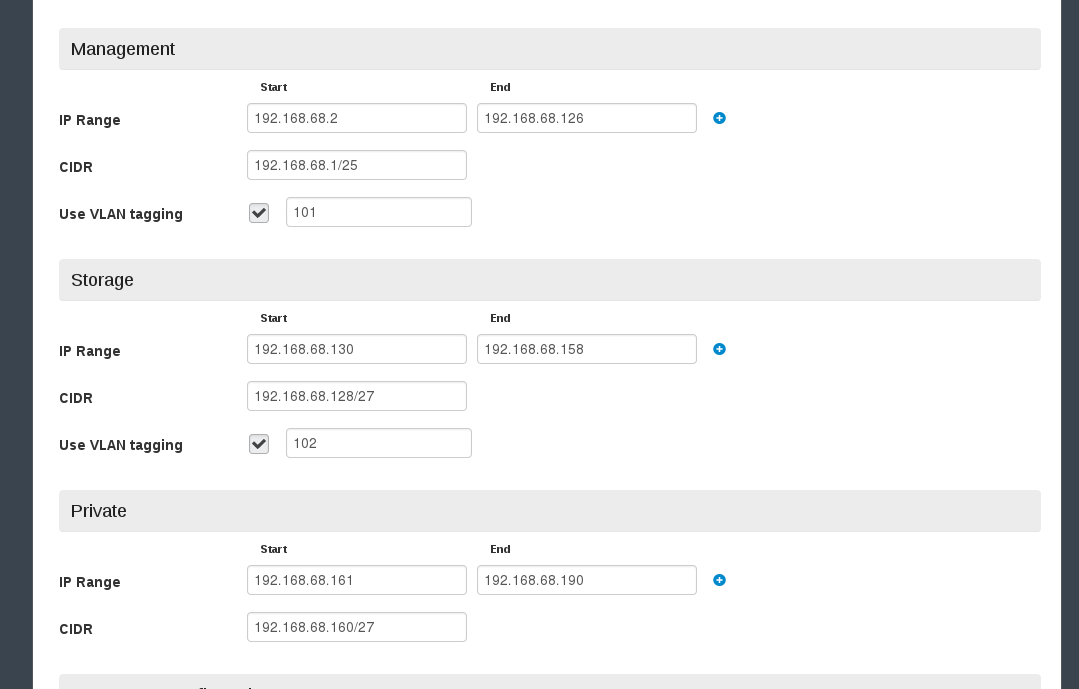 Management
Start End
IP Range 192.168.68.2 192.168.68.126
CIDR 192.168.68.1/25
Use VLAN tagging 101
Storage
Start End
IP Range 192.168.68.130 192.168.68.158
CIDR 192.168.68.128/27
Use VLAN tagging 102
Private
Start End
IP Range 192.168.68.161 192.168.68.190
CIDR 192.168.68.160/27